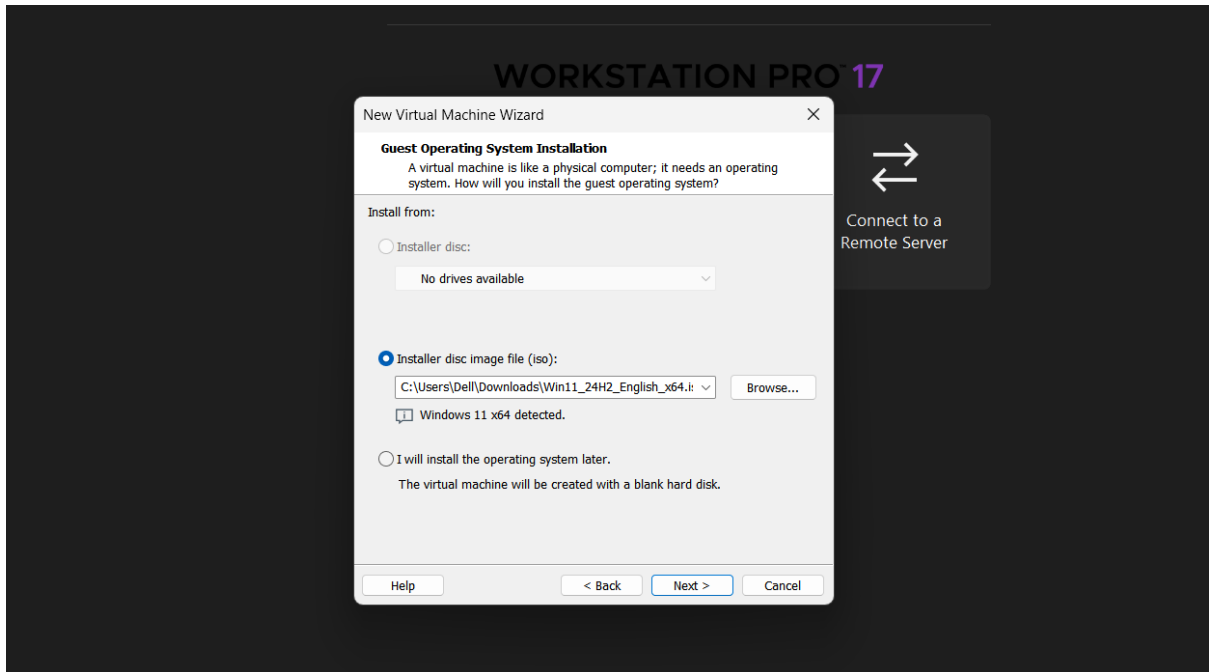 WORKSTATION PRO™ 17
New Virtual Machine Wizard
Guest Operating System Installation
A virtual machine is like a physical computer; it needs an operating
system. How will you install the guest operating system?
Install from:
Installer disc:
No drives available
Installer disc image file (iso):
C:\Users\Dell\Downloads\Win11_24H2_English_x64.i
Browse...
Windows 11 x64 detected.
I will install the operating system later.
The virtual machine will be created with a blank hard disk.
Help
< Back
Next >
Cancel
Connect to a
Remote Server